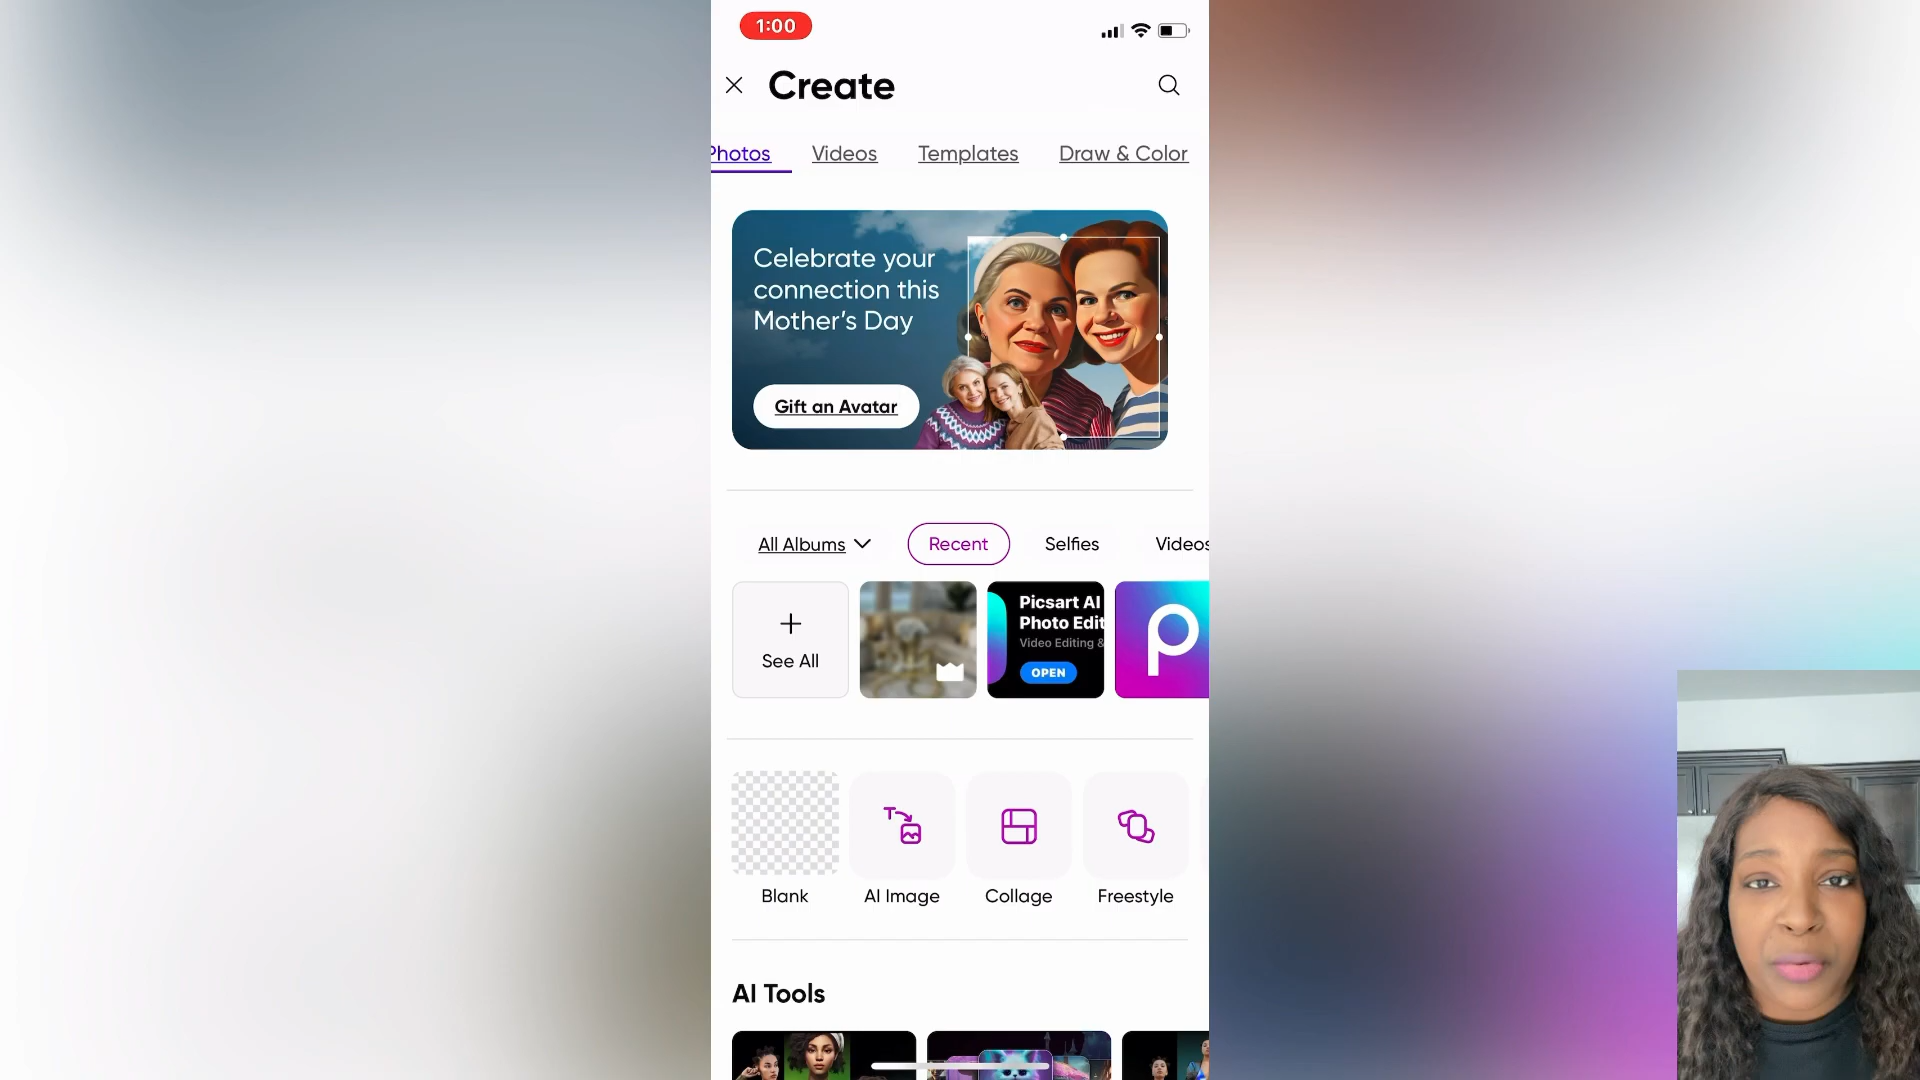 1:00
Create
Photos Videos Templates Draw & Color
Celebrate your
connection this
Mother's Day
Gift an Avatar
All Albums Recent Selfies Videos
See All
Picsart AI
Photo Edit
Video Editing &
OPEN
Blank AI Image Collage Freestyle
AI Tools